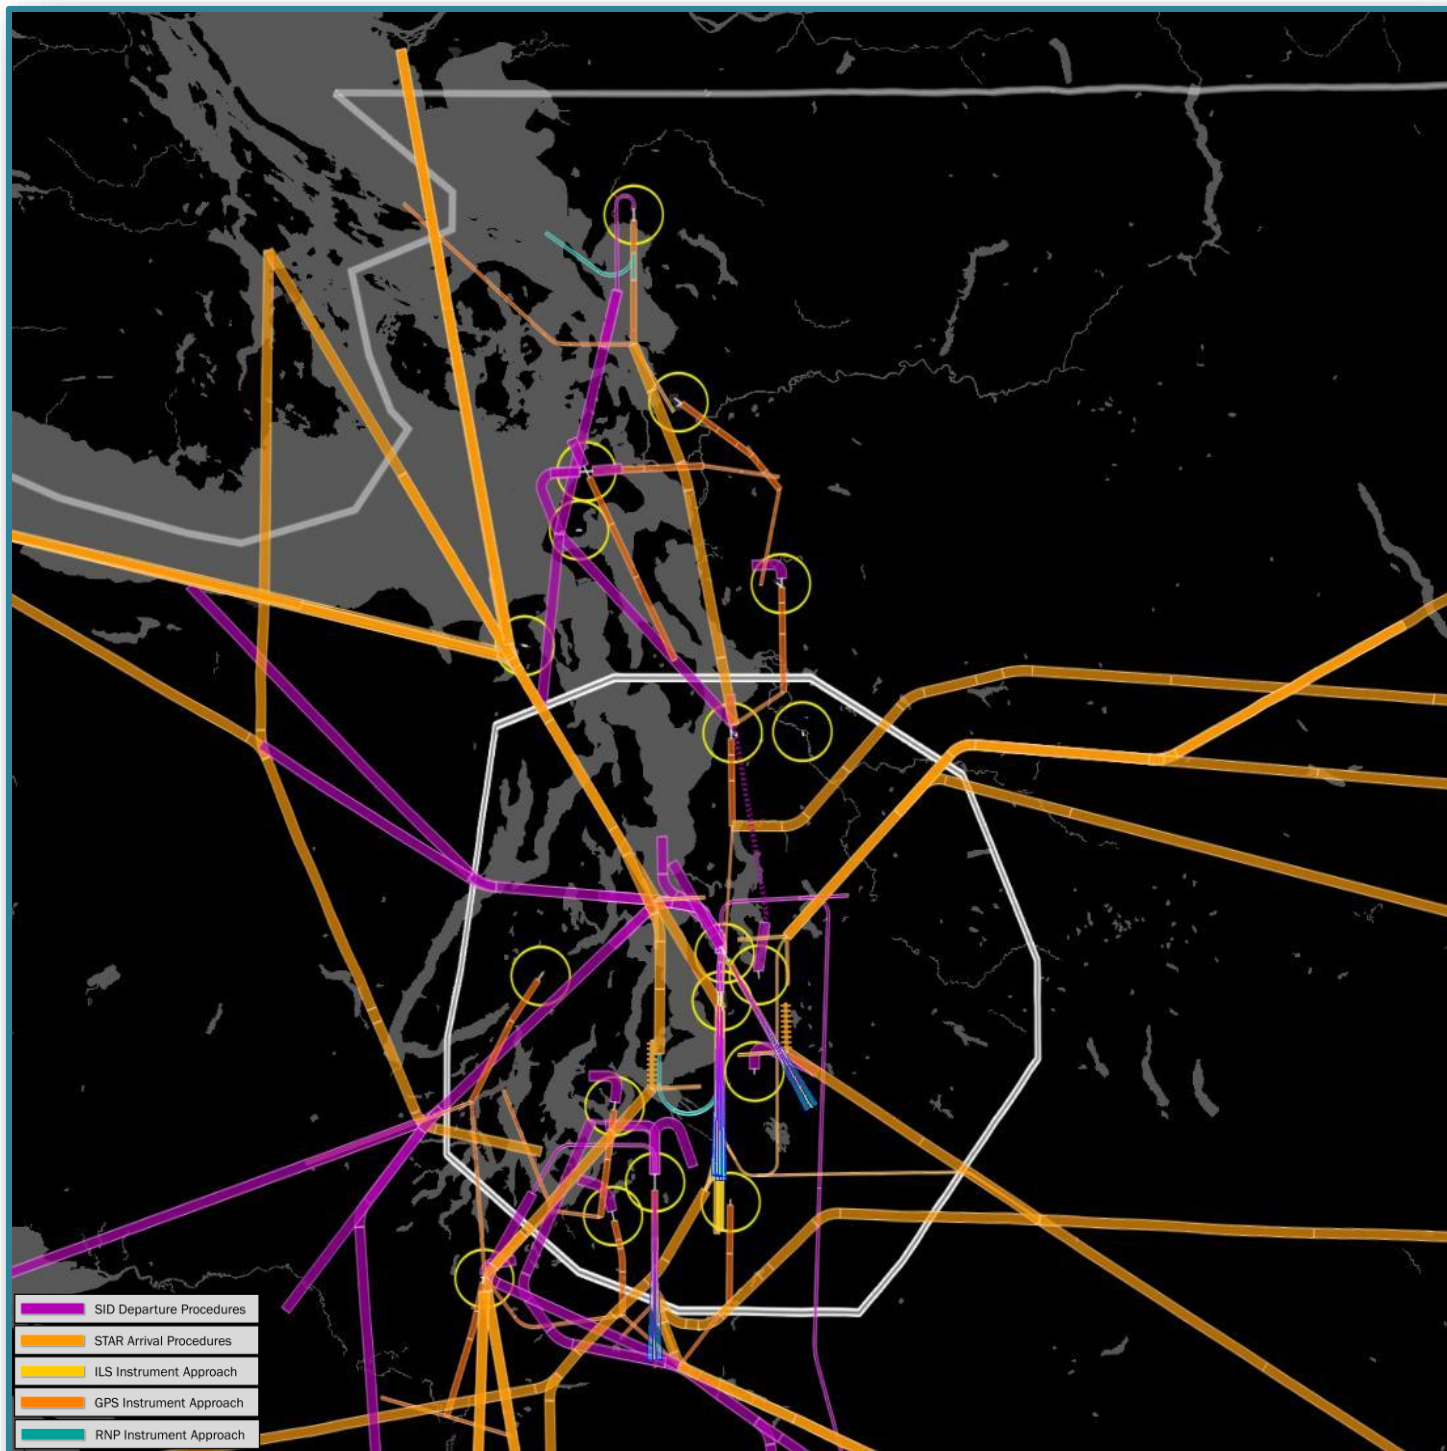 SID Departure Procedures
STAR Arrival Procedures
ILS Instrument Approach
GPS Instrument Approach
RNP Instrument Approach